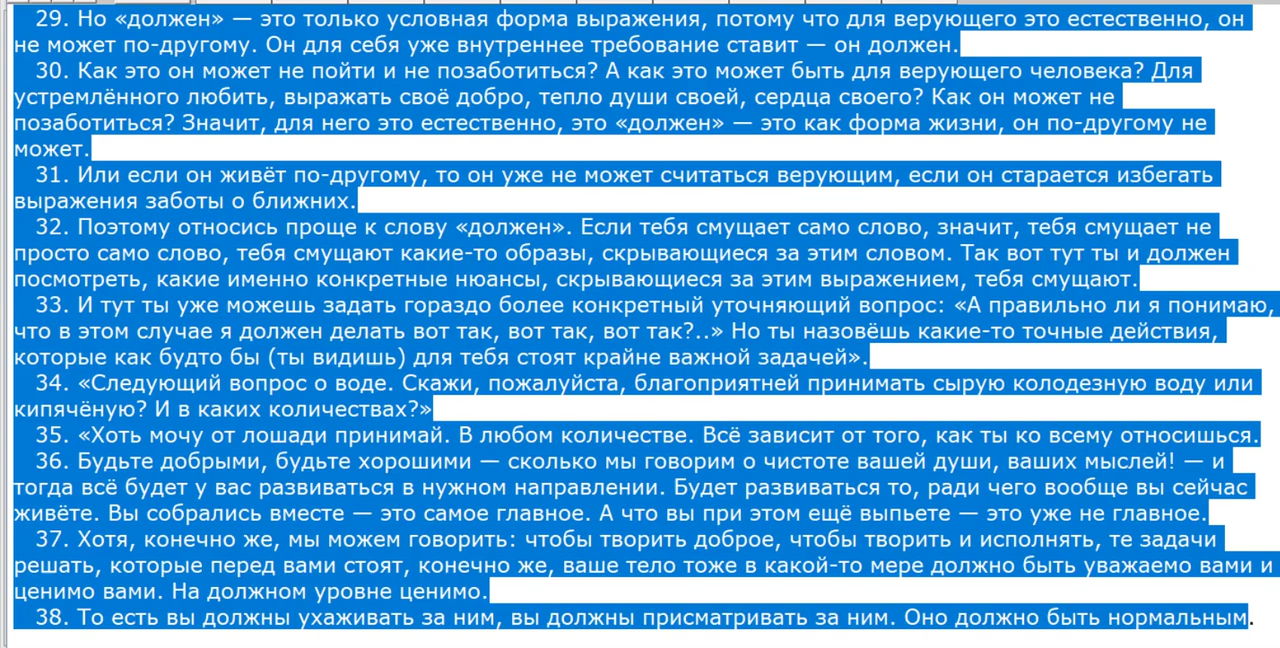 29. Но «должен» — это только условная форма выражения, потому что для верующего это естественно, он
не может по-другому. Он для себя уже внутреннее требование ставит — он должен.
30. Как это он может не пойти и не позаботиться? А как это может быть для верующего человека? Для
устремлённого любить, выражать своё добро, тепло души своей, сердца своего? Как он может не
позаботиться? Значит, для него это естественно, это «должен» — это как форма жизни, он по-другому не
может.
31. Или если он живёт по-другому, то он уже не может считаться верующим, если он старается избегать
выражения заботы о ближних.
32. Поэтому относись проще к слову «должен». Если тебя смущает само слово, значит, тебя смущает не
просто само слово, тебя смущают какие-то образы, скрывающиеся за этим словом. Так вот тут ты и должен
посмотреть, какие именно конкретные нюансы, скрывающиеся за этим выражением, тебя смущают.
33. И тут ты уже можешь задать гораздо более конкретный уточняющий вопрос: «А правильно ли я понимаю,
что в этом случае я должен делать вот так, вот так, вот так?..» Но ты назовёшь какие-то точные действия,
которые как будто бы (ты видишь) для тебя стоят крайне важной задачей».
34. «Следующий вопрос о воде. Скажи, пожалуйста, благоприятней принимать сырую колодезную воду или
кипячёную? И в каких количествах?»
35. «Хоть мочу от лошади принимай. В любом количестве. Всё зависит от того, как ты ко всему относишься.
36. Будьте добрыми, будьте хорошими — сколько мы говорим о чистоте вашей души, ваших мыслей! — и
тогда всё будет у вас развиваться в нужном направлении. Будет развиваться то, ради чего вообще вы сейчас
живёте. Вы собрались вместе — это самое главное. А что вы при этом ещё выпьете — это уже не главное.
37. Хотя, конечно же, мы можем говорить: чтобы творить доброе, чтобы творить и исполнять, те задачи
решать, которые перед вами стоят, конечно же, ваше тело тоже в какой-то мере должно быть уважаемо вами и
ценимо вами. На должном уровне ценимо.
38. То есть вы должны ухаживать за ним, вы должны присматривать за ним. Оно должно быть нормальным.